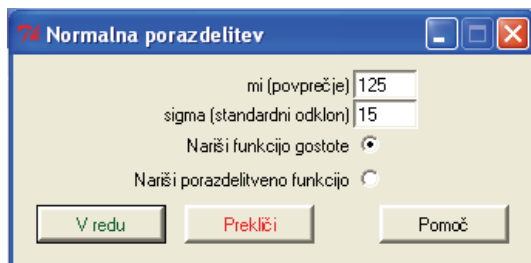 Normalna porazdelitev
mi (povprečje) 125
sigma (standardni odklon) 15
Nariši funkcijo gostote
Nariši porazdelitveno funkcijo
V redu Prekliči Pomoč